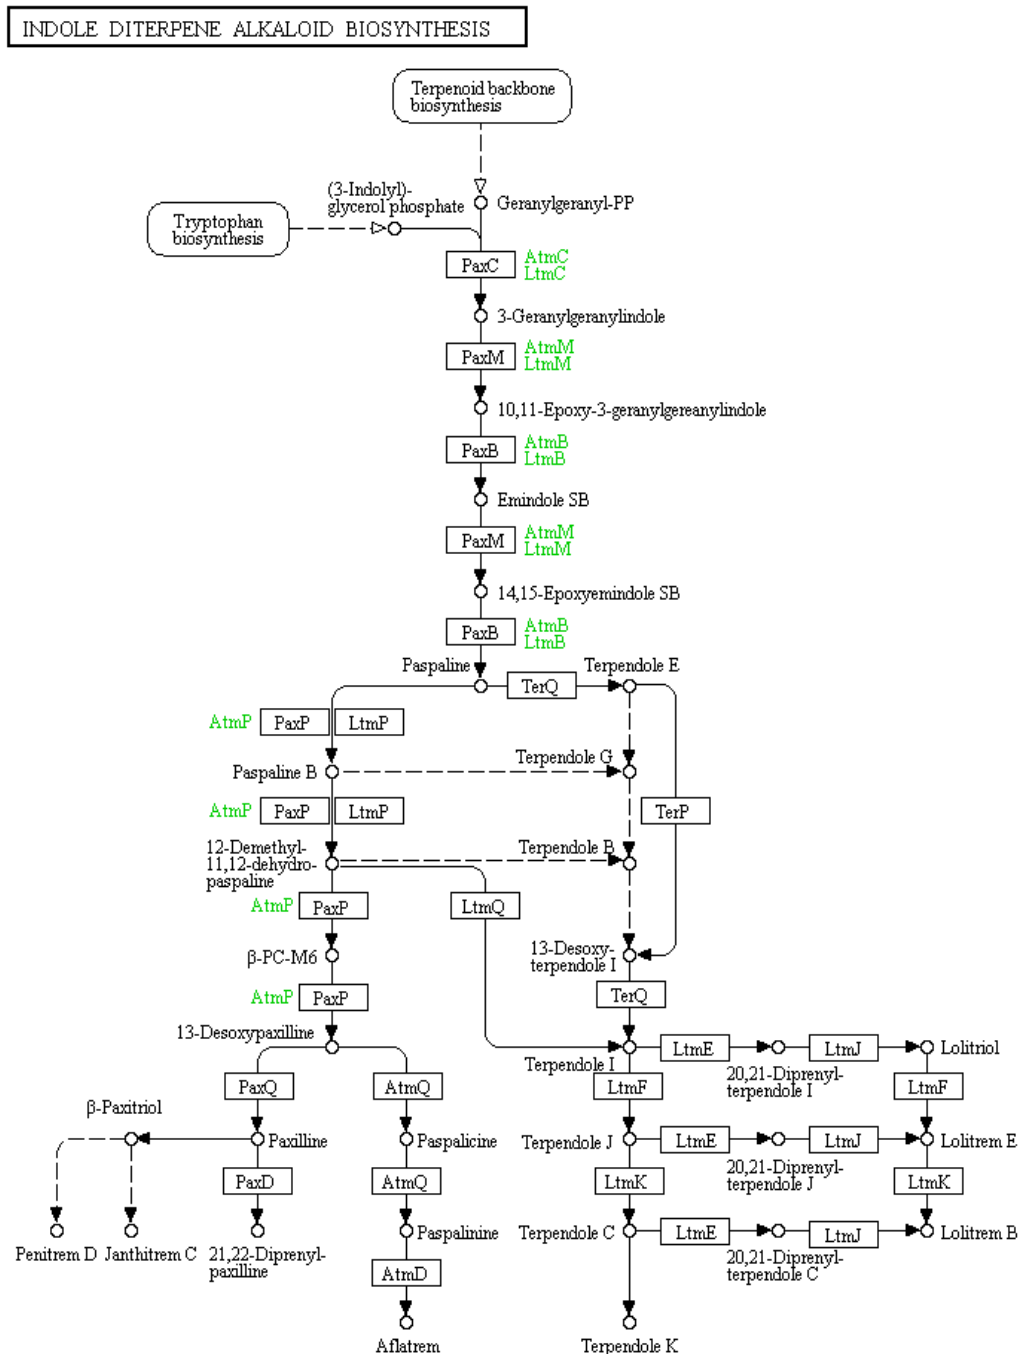 INDOLE DITERPENE ALKALOID BIOSYNTHESIS
Terpenoid backbone
biosynthesis
(3-Indolyl)-
glycerol phosphate
Geranylgeranyl-PP
Tryptophan
biosynthesis
PaxC
AtmC
LtmC
3-Geranylgeranylindole
PaxM
AtmM
LtmM
10,11-Epoxy-3-geranylgereanylindole
PaxB
AtmB
LtmB
Emindole SB
PaxM
AtmM
LtmM
14,15-Epoxyemindole SB
PaxB
AtmB
LtmB
Paspaline
TerQ
Terpendole E
AtmP
PaxP
LtmP
Paspaline B
Terpendole G
AtmP
PaxP
LtmP
TerP
12-Demethyl-
11,12-dehydro-
paspaline
Terpendole B
AtmP
PaxP
LtmQ
β-PC-M6
13-Desoxy-
terpendole I
AtmP
PaxP
TerQ
13-Desoxypaxilline
Terpendole I
LtmE
20,21-Diprenyl-
terpendole I
LtmJ
Lolitriol
PaxQ
AtmQ
LtmF
LtmF
β-Paxitriol
Paxilline
Paspalicine
Terpendole J
LtmE
20,21-Diprenyl-
terpendole J
LtmJ
Lolitrem E
PaxD
AtmQ
LtmK
LtmK
Penitrem D
Janthitrem C
21,22-Diprenyl-
paxilline
Paspalinine
Terpendole C
LtmE
20,21-Diprenyl-
terpendole C
LtmJ
Lolitrem B
AtmD
Aflatrem
Terpendole K